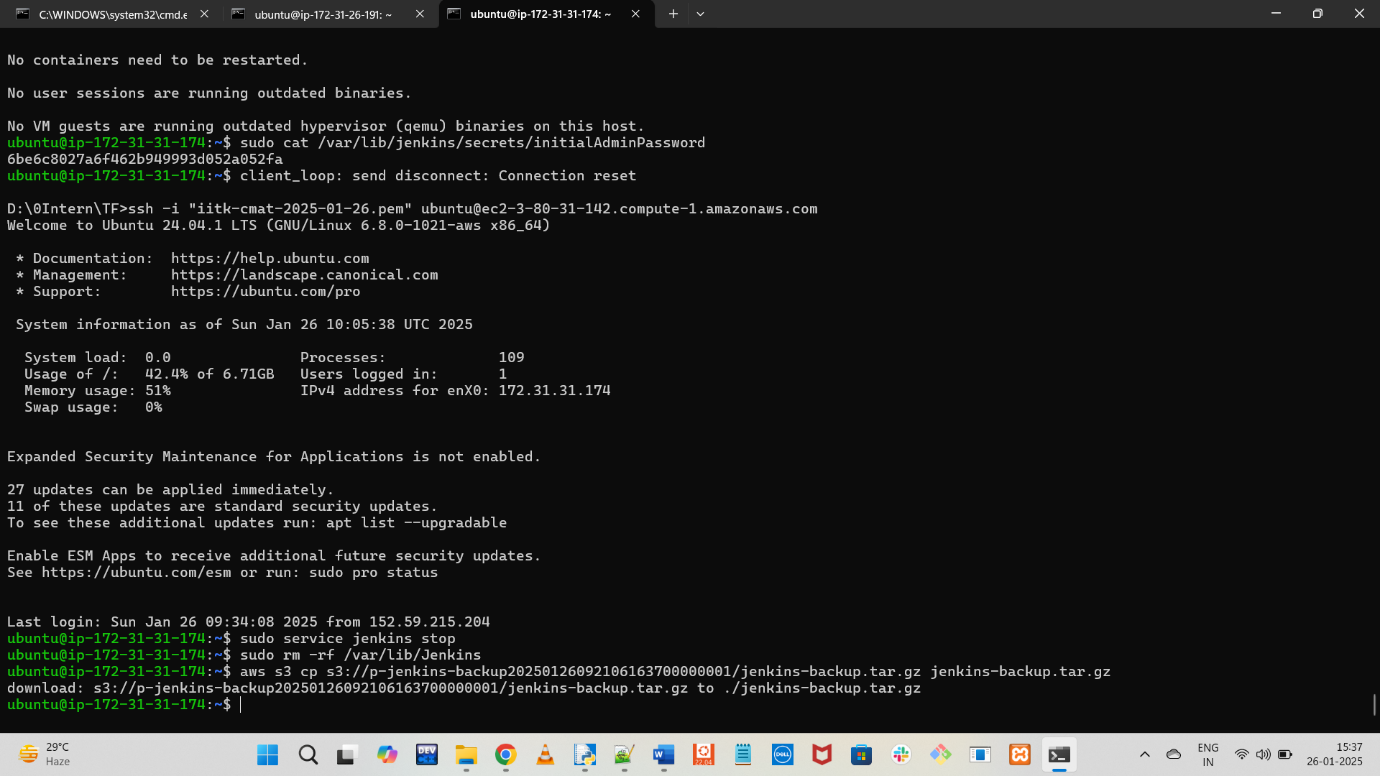 C:\WINDOWS\system32\cmd.e
ubuntu@ip-172-31-26-191: ~
ubuntu@ip-172-31-31-174: ~
No containers need to be restarted.
No user sessions are running outdated binaries.
No VM guests are running outdated hypervisor (qemu) binaries on this host.
ubuntu@ip-172-31-31-174:~$ sudo cat /var/lib/jenkins/secrets/initialAdminPassword
6be6c8027a6f462b949993d052a052fa
ubuntu@ip-172-31-31-174:~$ client_loop: send disconnect: Connection reset
D:\0Intern\TF>ssh -i "iitk-cmat-2025-01-26.pem" ubuntu@ec2-3-80-31-142.compute-1.amazonaws.com
Welcome to Ubuntu 24.04.1 LTS (GNU/Linux 6.8.0-1021-aws x86_64)
* Documentation: https://help.ubuntu.com
* Management: https://landscape.canonical.com
* Support: https://ubuntu.com/pro
System information as of Sun Jan 26 10:05:38 UTC 2025
System load: 0.0 Processes: 109
Usage of /: 42.4% of 6.71GB Users logged in: 1
Memory usage: 51% IPv4 address for enX0: 172.31.31.174
Swap usage: 0%
Expanded Security Maintenance for Applications is not enabled.
27 updates can be applied immediately.
11 of these updates are standard security updates.
To see these additional updates run: apt list --upgradable
Enable ESM Apps to receive additional future security updates.
See https://ubuntu.com/esm or run: sudo pro status
Last login: Sun Jan 26 09:34:08 2025 from 152.59.215.204
ubuntu@ip-172-31-31-174:~$ sudo service jenkins stop
ubuntu@ip-172-31-31-174:~$ sudo rm -rf /var/lib/Jenkins
ubuntu@ip-172-31-31-174:~$ aws s3 cp s3://p-jenkins-backup20250126092106163700000001/jenkins-backup.tar.gz jenkins-backup.tar.gz
download: s3://p-jenkins-backup20250126092106163700000001/jenkins-backup.tar.gz to ./jenkins-backup.tar.gz
ubuntu@ip-172-31-31-174:~$
29°C
Haze
DEV
W
22.04
DELL
ENG
IN
15:37
26-01-2025